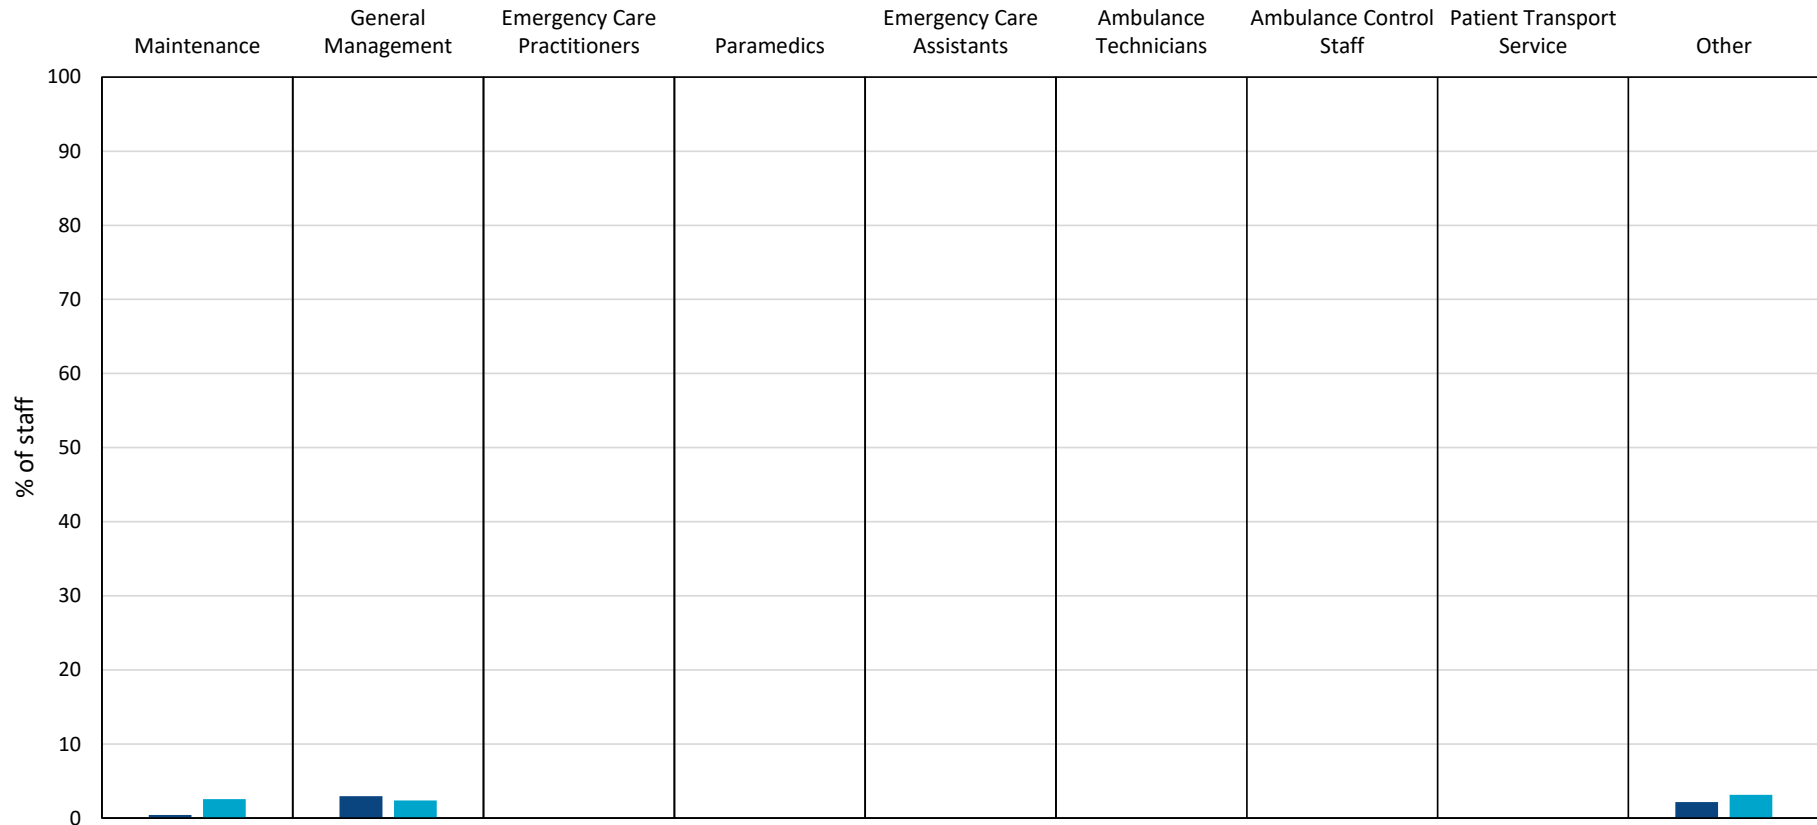 Maintenance
General
Management
Emergency Care
Practitioners
Paramedics
Emergency Care
Assistants
Ambulance
Technicians
Ambulance Control
Staff
Patient Transport
Service
Other
% of staff
100
90
80
70
60
50
40
30
20
10
0